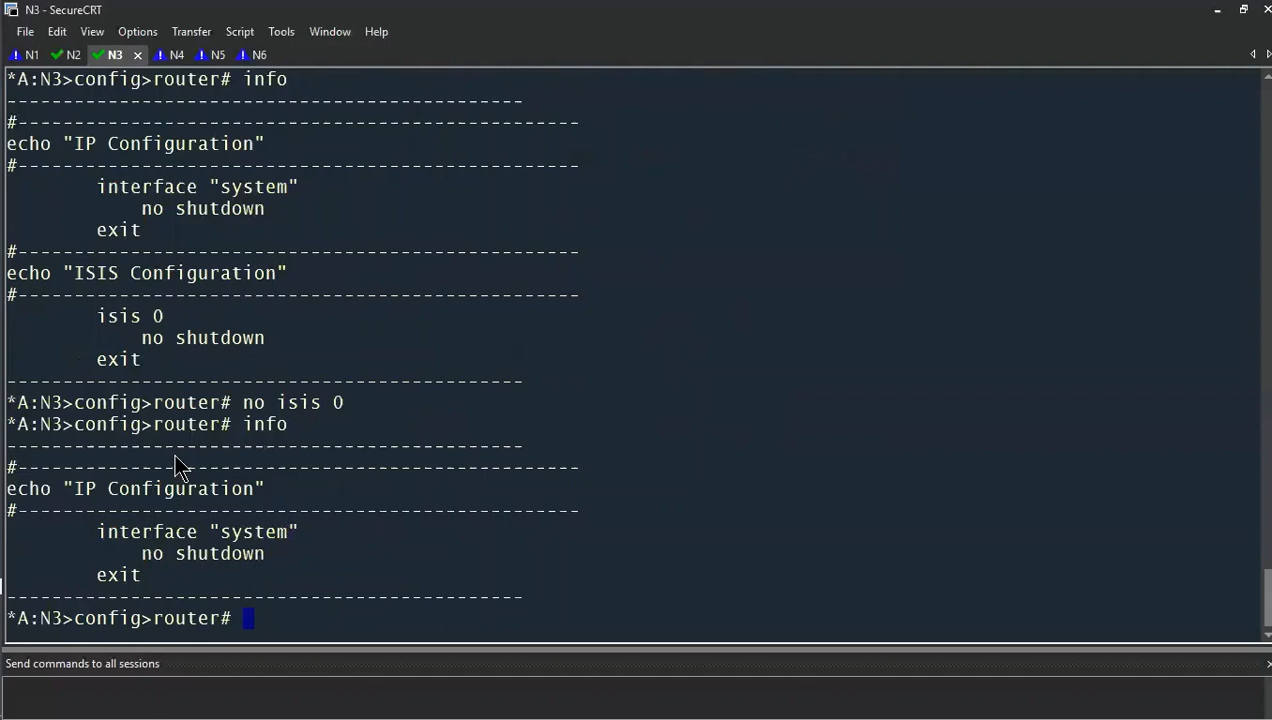 N3 - SecureCRT
File Edit View Options Transfer Script Tools Window Help
N1 N2 N3 N4 N5 N6
*A:N3>config>router# info
----------------------------------------------
#--------------------------------------------------
echo "IP Configuration"
#--------------------------------------------------
        interface "system"
            no shutdown
        exit
#--------------------------------------------------
echo "ISIS Configuration"
#--------------------------------------------------
        isis 0
            no shutdown
        exit
----------------------------------------------
*A:N3>config>router# no isis 0
*A:N3>config>router# info
----------------------------------------------
#--------------------------------------------------
echo "IP Configuration"
#--------------------------------------------------
        interface "system"
            no shutdown
        exit
----------------------------------------------
*A:N3>config>router#
Send commands to all sessions